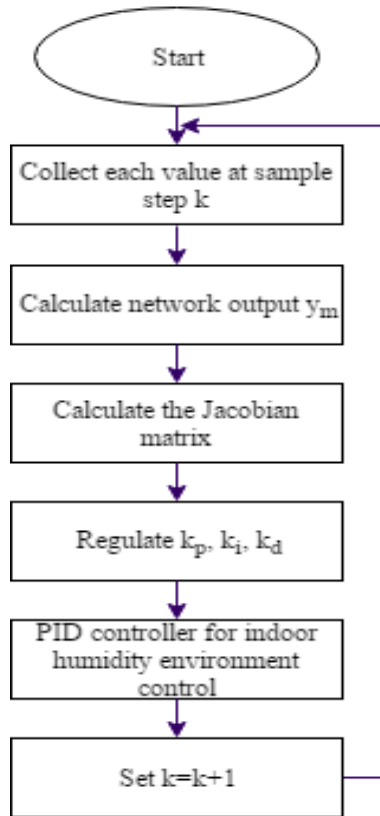 Start
Collect each value at sample
step k
Calculate network output yₘ
Calculate the Jacobian
matrix
Regulate kₚ, kᵢ, k_d
PID controller for indoor
humidity environment
control
Set k=k+1